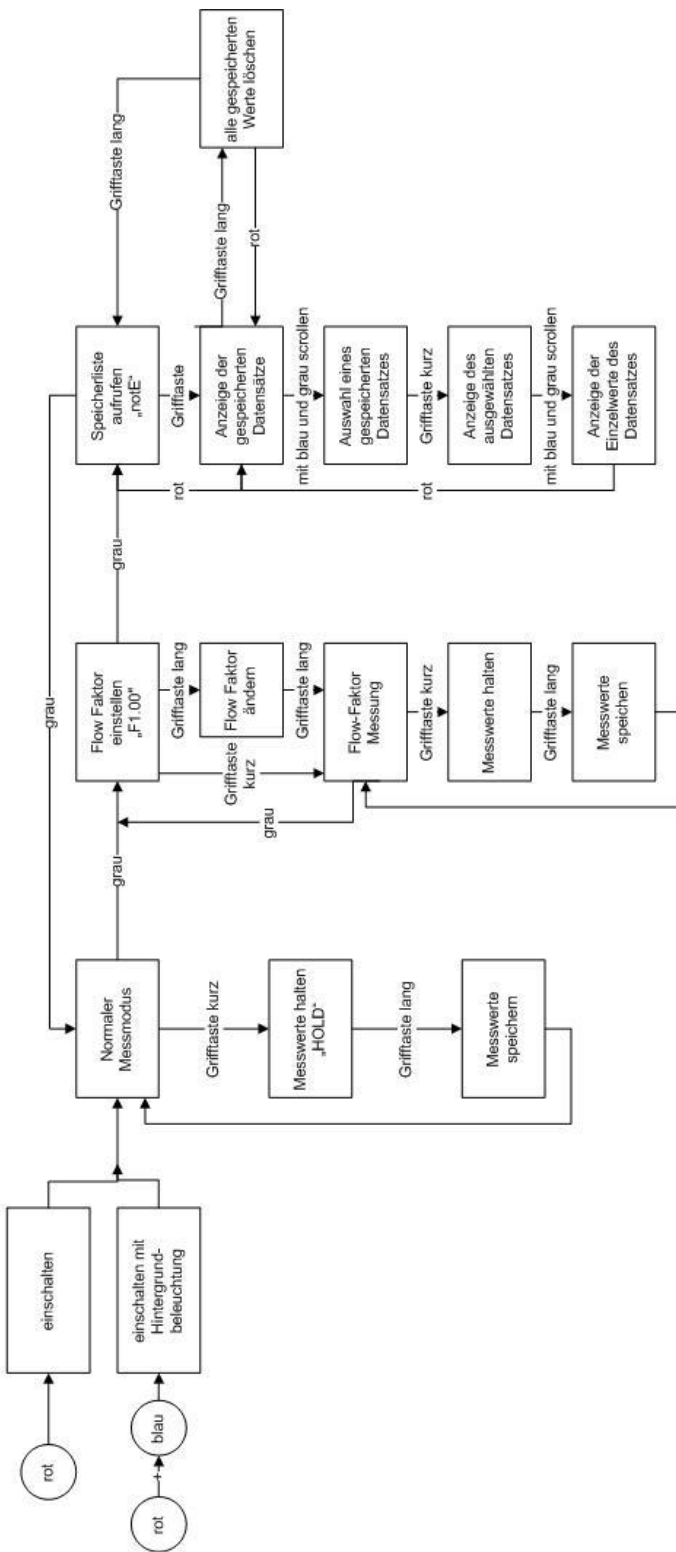 rot
einschalten
rot
+
blau
einschalten mit
Hintergrund-
beleuchtung
Normaler
Messmodus
Grifftaste kurz
Messwerte halten
„HOLD“
Grifftaste lang
Messwerte
speichern
grau
grau
Flow Faktor
einstellen
„F1.00“
Grifftaste lang
Flow Faktor
ändern
Grifftaste lang
Grifftaste
kurz
Flow-Faktor
Messung
grau
Grifftaste kurz
Messwerte halten
Grifftaste lang
Messwerte
speichen
grau
Speicherliste
aufrufen
„notE“
Grifftaste
rot
Anzeige der
gespeicherten
Datensätze
mit blau und grau scrollen
Auswahl eines
gespeicherten
Datensatzes
Grifftaste kurz
Anzeige des
ausgewählten
Datensatzes
mit blau und grau scrollen
rot
Anzeige der
Einzelwerte des
Datensatzes
Grifftaste lang
Grifftaste lang
rot
alle gespeicherten
Werte löschen